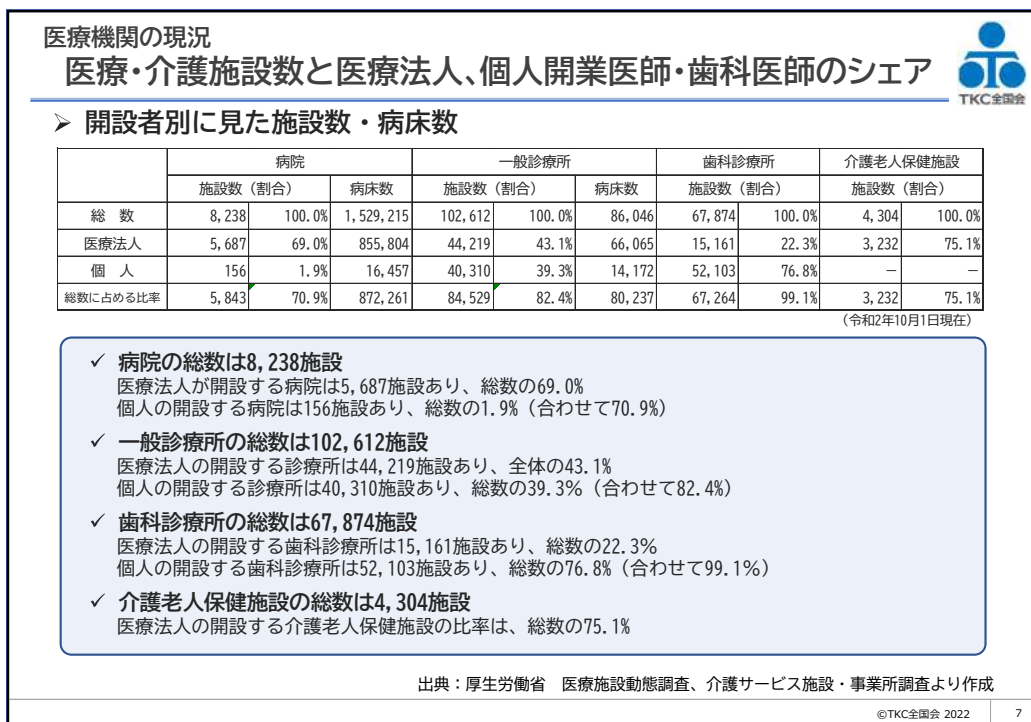 医療機関の現況
医療・介護施設数と医療法人、個人開業医師・歯科医師のシェア
TKC全国会
➢ 開設者別に見た施設数・病床数
病院 一般診療所 歯科診療所 介護老人保健施設
施設数（割合） 病床数 施設数（割合） 病床数 施設数（割合） 施設数（割合）
総　数 8,238 100.0% 1,529,215 102,612 100.0% 86,046 67,874 100.0% 4,304 100.0%
医療法人 5,687 69.0% 855,804 44,219 43.1% 66,065 15,161 22.3% 3,232 75.1%
個　人 156 1.9% 16,457 40,310 39.3% 14,172 52,103 76.8% － －
総数に占める比率 5,843 70.9% 872,261 84,529 82.4% 80,237 67,264 99.1% 3,232 75.1%
（令和2年10月1日現在）
✓ 病院の総数は8,238施設
医療法人が開設する病院は5,687施設あり、総数の69.0%
個人の開設する病院は156施設あり、総数の1.9%（合わせて70.9%）
✓ 一般診療所の総数は102,612施設
医療法人の開設する診療所は44,219施設あり、全体の43.1%
個人の開設する診療所は40,310施設あり、総数の39.3%（合わせて82.4%）
✓ 歯科診療所の総数は67,874施設
医療法人の開設する歯科診療所は15,161施設あり、総数の22.3%
個人の開設する歯科診療所は52,103施設あり、総数の76.8%（合わせて99.1%）
✓ 介護老人保健施設の総数は4,304施設
医療法人の開設する介護老人保健施設の比率は、総数の75.1%
出典：厚生労働省　医療施設動態調査、介護サービス施設・事業所調査より作成
©TKC全国会 2022 7